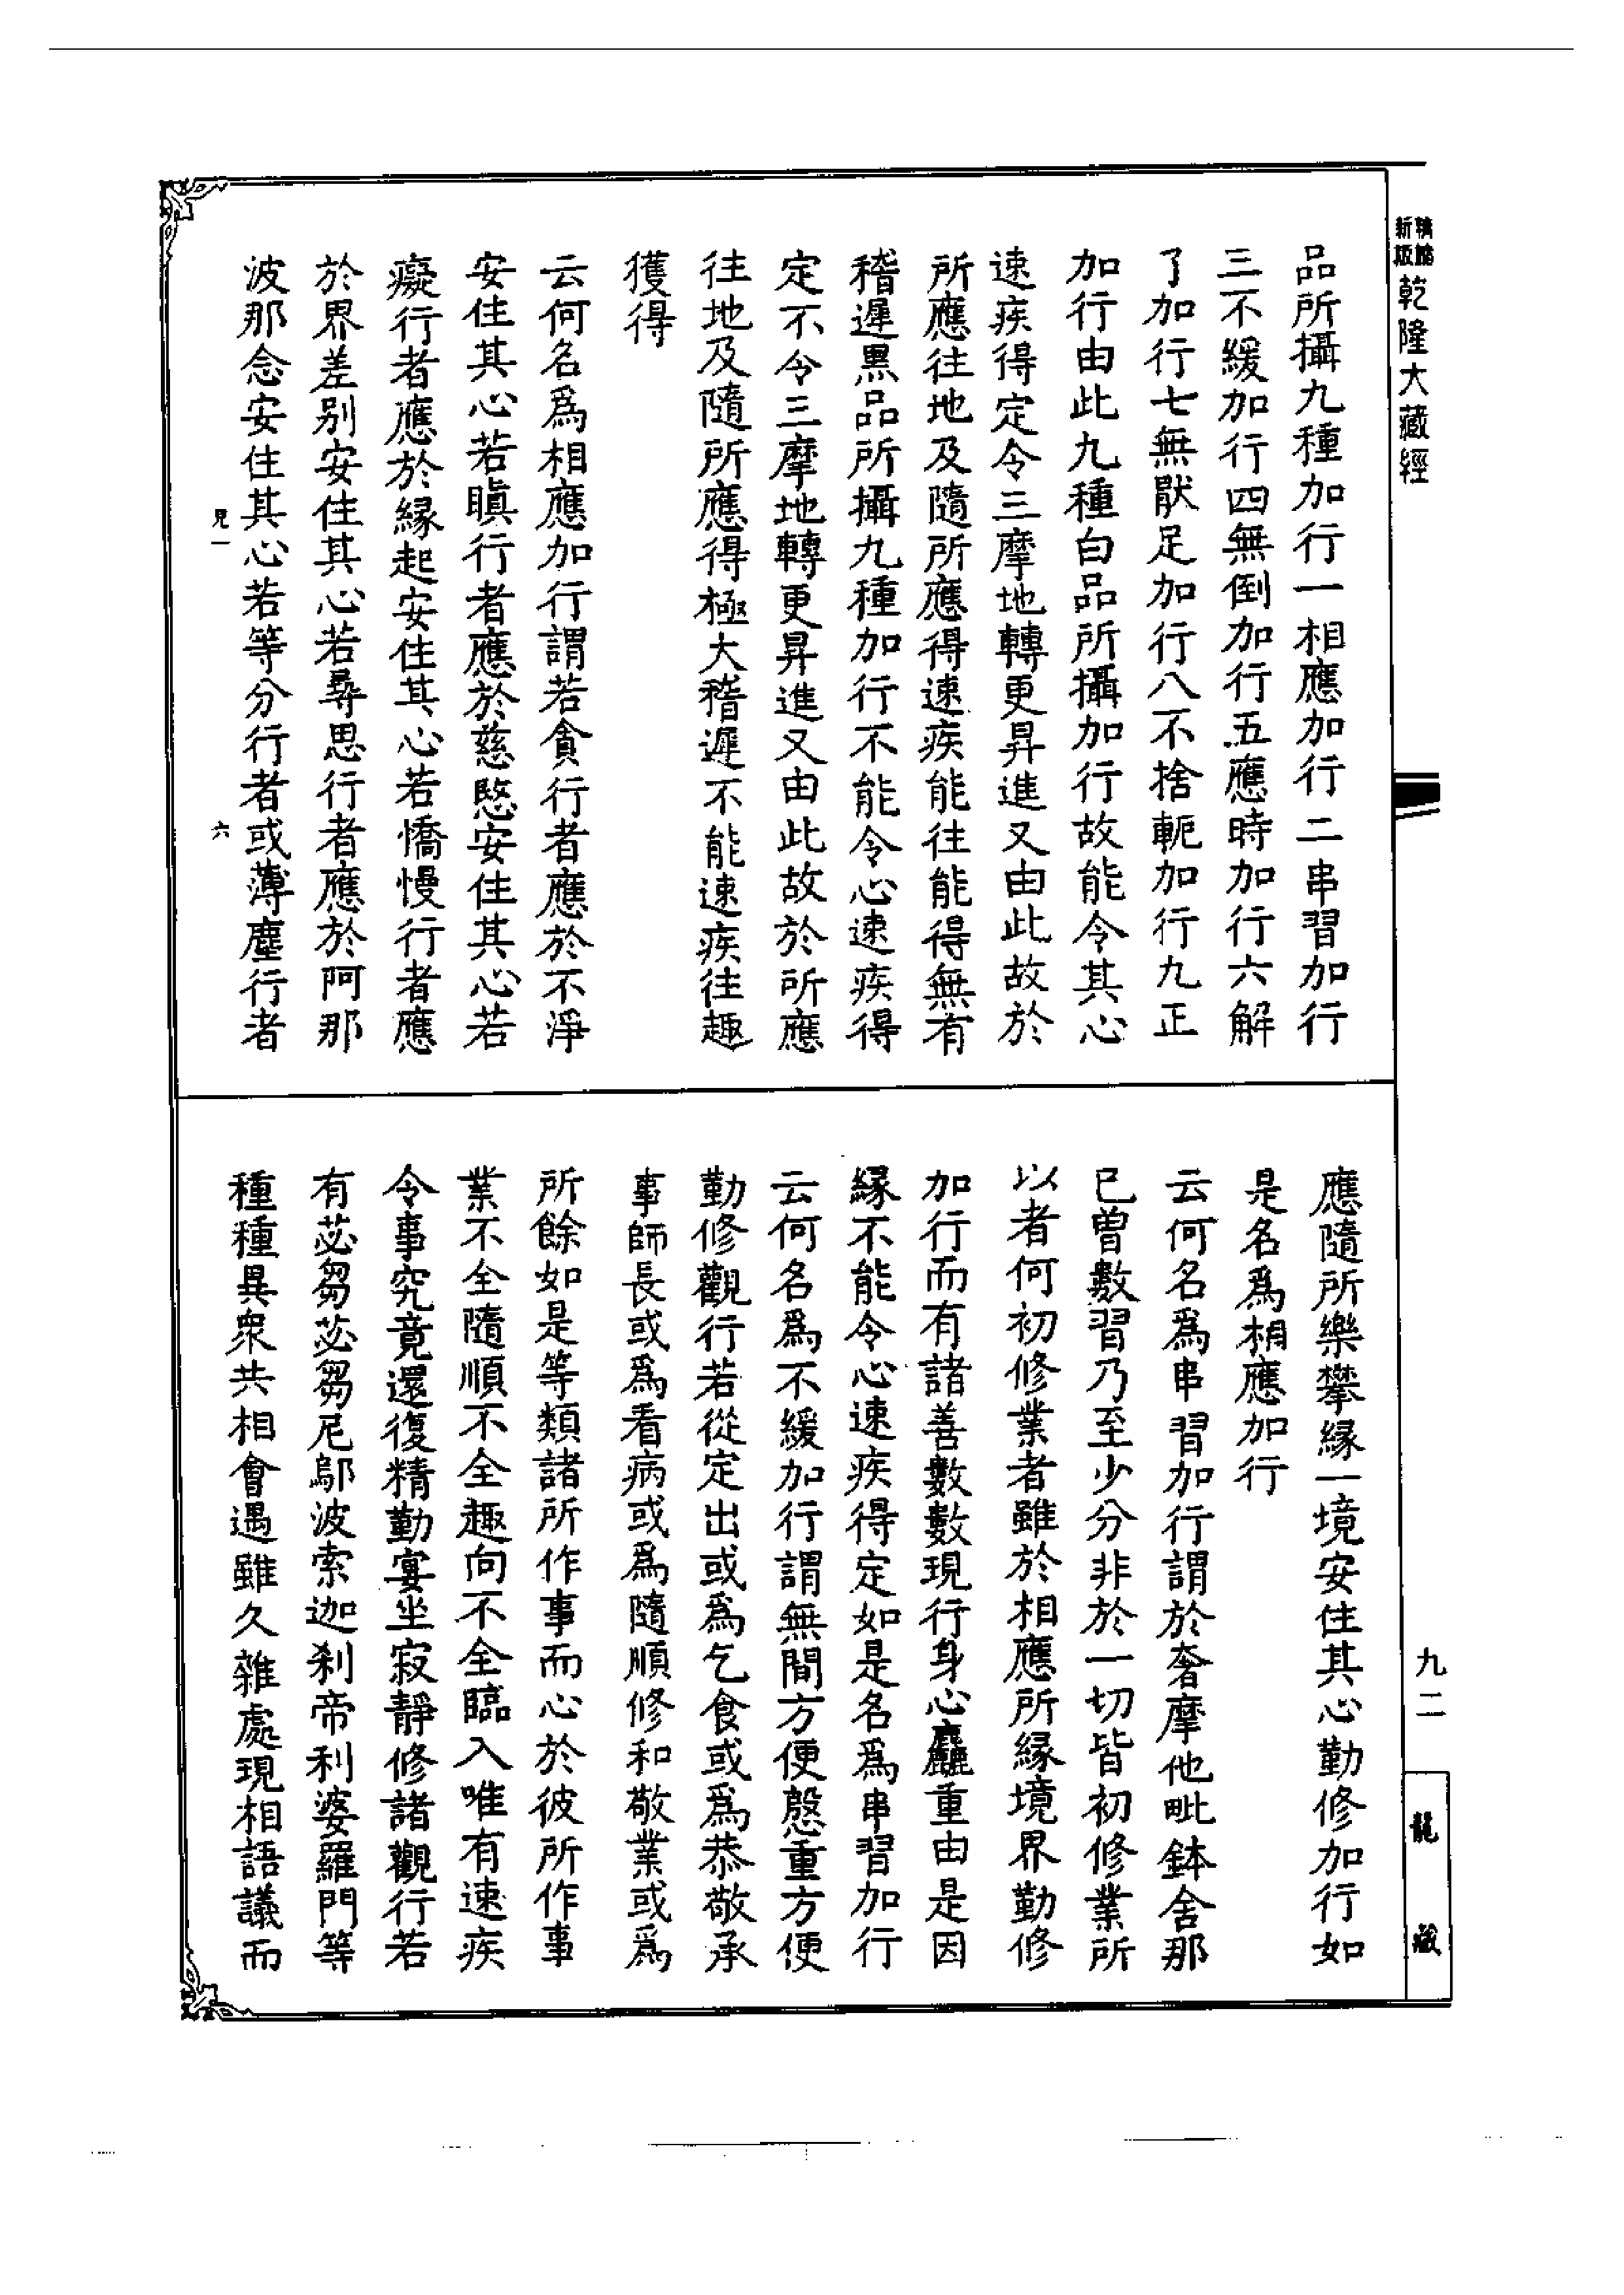 新版
乾隆大藏經
品所攝九種加行一相應加行二串習加行
三不緩加行四無倒加行五應時加行六解
了加行七無厭足加行八不捨軛加行九正
加行由此九種白品所攝加行故能令其心
速疾得定令三摩地轉更昇進又由此故於
所應往地及隨所應得速疾能往能得無有
稽遲黑品所攝九種加行不能令心速疾得
定不令三摩地轉更昇進又由此故於所應
往地及隨所應得極大稽遲不能速疾往趣
獲得
云何名爲相應加行謂若貪行者應於不淨
安住其心若瞋行者應於慈愍安住其心若
癡行者應於緣起安住其心若憍慢行者應
於界差别安住其心若尋思行者應於阿那
波那念安住其心若等分行者或薄塵行者
六
應隨所樂攀緣一境安住其心勤修加行如
是名爲相應加行
云何名爲串習加行謂於奢摩他毗鉢舍那
已曾數習乃至少分非於一切皆初修業所
以者何初修業者雖於相應所緣境界勤修
加行而有諸善數數現行身心麤重由是因
緣不能令心速疾得定如是名爲串習加行
云何名爲不緩加行謂無間方便慇重方便
勤修觀行若從定出或爲乞食或爲恭敬承
事師長或爲看病或爲隨順修和敬業或爲
所餘如是等類諸所作事而心於彼所作事
業不全隨順不全趣向不全臨入唯有速疾
令事究竟還復精勤宴坐寂靜修諸觀行若
有苾芻苾芻尼鄔波索迦刹帝利婆羅門等
種種異衆共相會遇雖久雜處現相語議而
九二
龍藏